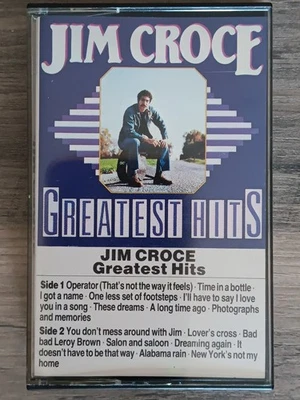 JIM CROCE
GREATEST HITS
JIM CROCE
Greatest Hits
Side 1 Operator (That's not the way it feels) · Time in a bottle ·
I got a name · One less set of footsteps · I'll have to say I love
you in a song · These dreams · A long time ago · Photographs
and memories
Side 2 You don't mess around with Jim · Lover's cross · Bad
bad Leroy Brown · Salon and saloon · Dreaming again · It
doesn't have to be that way · Alabama rain · New York's not my
home